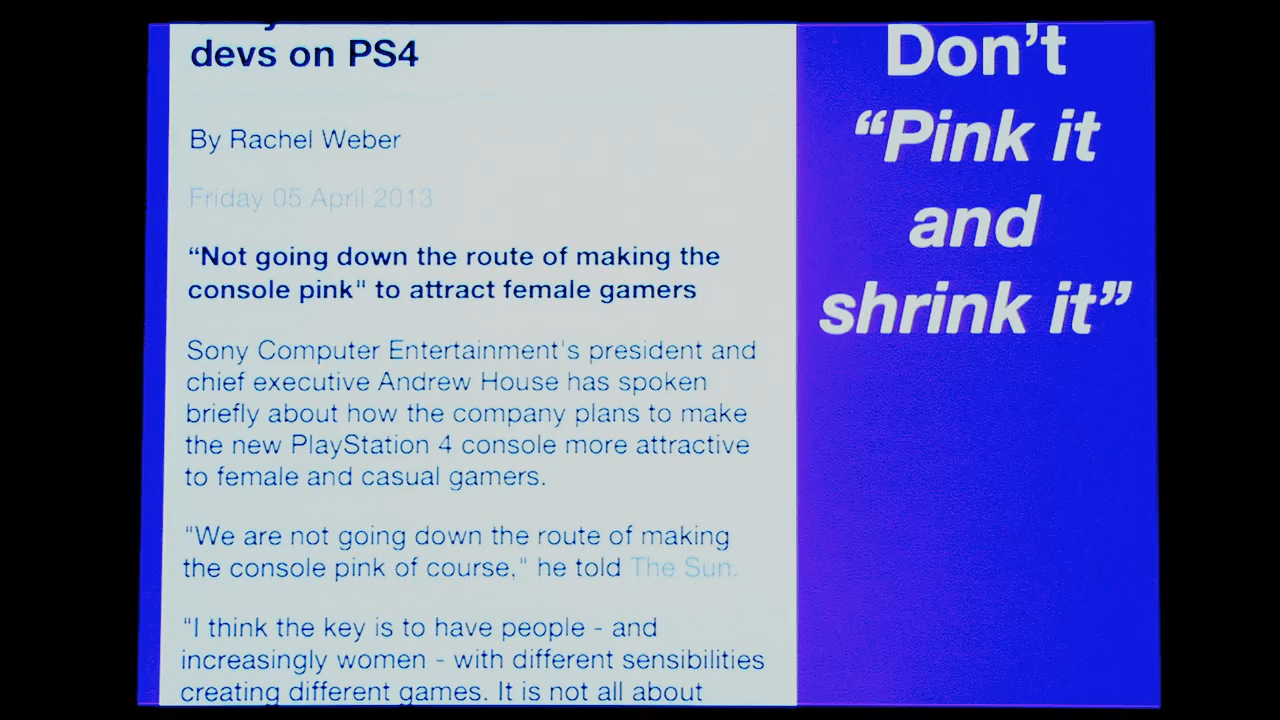 devs on PS4
By Rachel Weber
Friday 05 April 2013
“Not going down the route of making the
console pink" to attract female gamers
Sony Computer Entertainment's president and
chief executive Andrew House has spoken
briefly about how the company plans to make
the new PlayStation 4 console more attractive
to female and casual gamers.
"We are not going down the route of making
the console pink of course," he told The Sun.
"I think the key is to have people - and
increasingly women - with different sensibilities
creating different games. It is not all about
Don’t
“Pink it
and
shrink it”